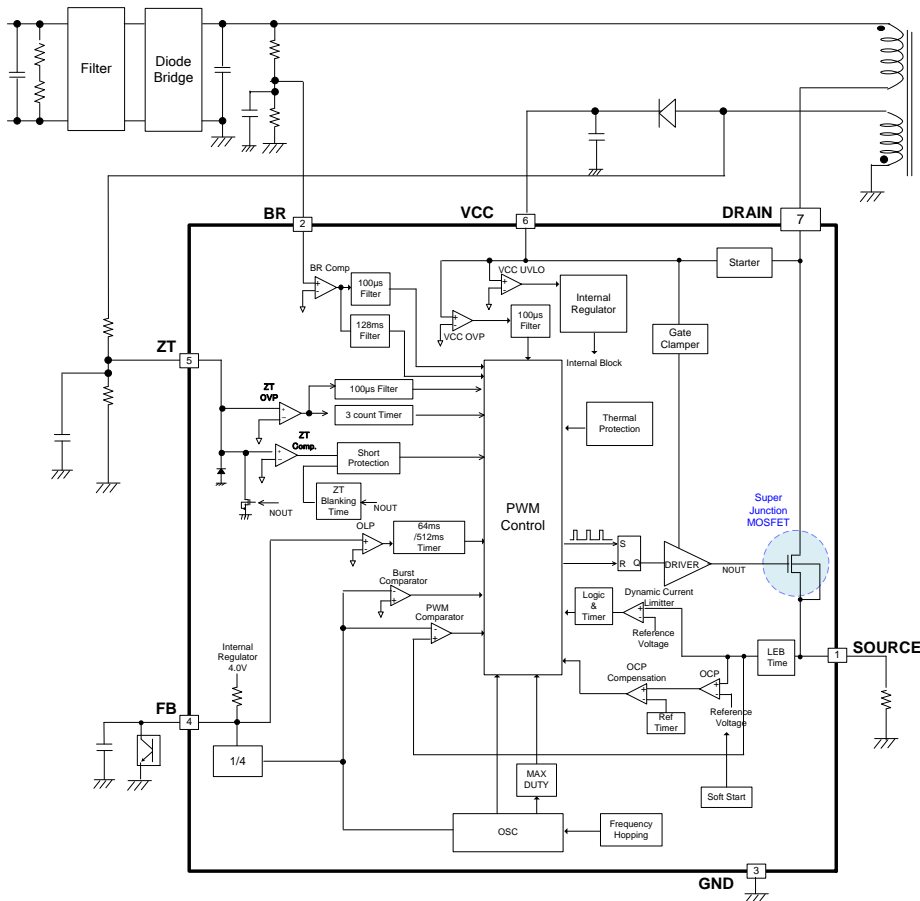 Filter
Diode
Bridge
BR
VCC
DRAIN
2
6
7
BR Comp
+
-
100µs
Filter
128ms
Filter
VCC UVLO
+
-
VCC OVP
+
-
100µs
Filter
Internal
Regulator
Internal Block
Starter
Gate
Clamper
ZT
5
ZT
OVP
+
-
100µs Filter
3 count Timer
ZT
Comp.
+
-
Short
Protection
ZT
Blanking
Time
NOUT
NOUT
Thermal
Protection
PWM
Control
OLP
+
-
64ms
/512ms
Timer
Burst Comparator
-
+
PWM
Comparator
-
+
S
R
Q
DRIVER
NOUT
Super
Junction
MOSFET
Logic
&
Timer
Dynamic Current
Limitter
+
-
Reference
Voltage
LEB
Time
1
SOURCE
OCP
Compensation
+
-
OCP
+
-
Ref
Timer
Reference
Voltage
Internal
Regulator
4.0V
FB
4
1/4
MAX
DUTY
Soft Start
OSC
Frequency
Hopping
GND
3